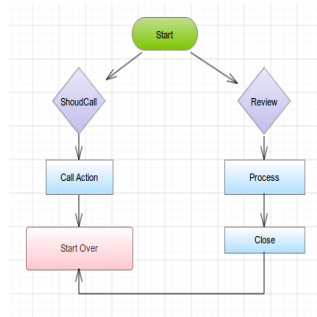 Start
ShoudCall
Review
Call Action
Process
Start Over
Close